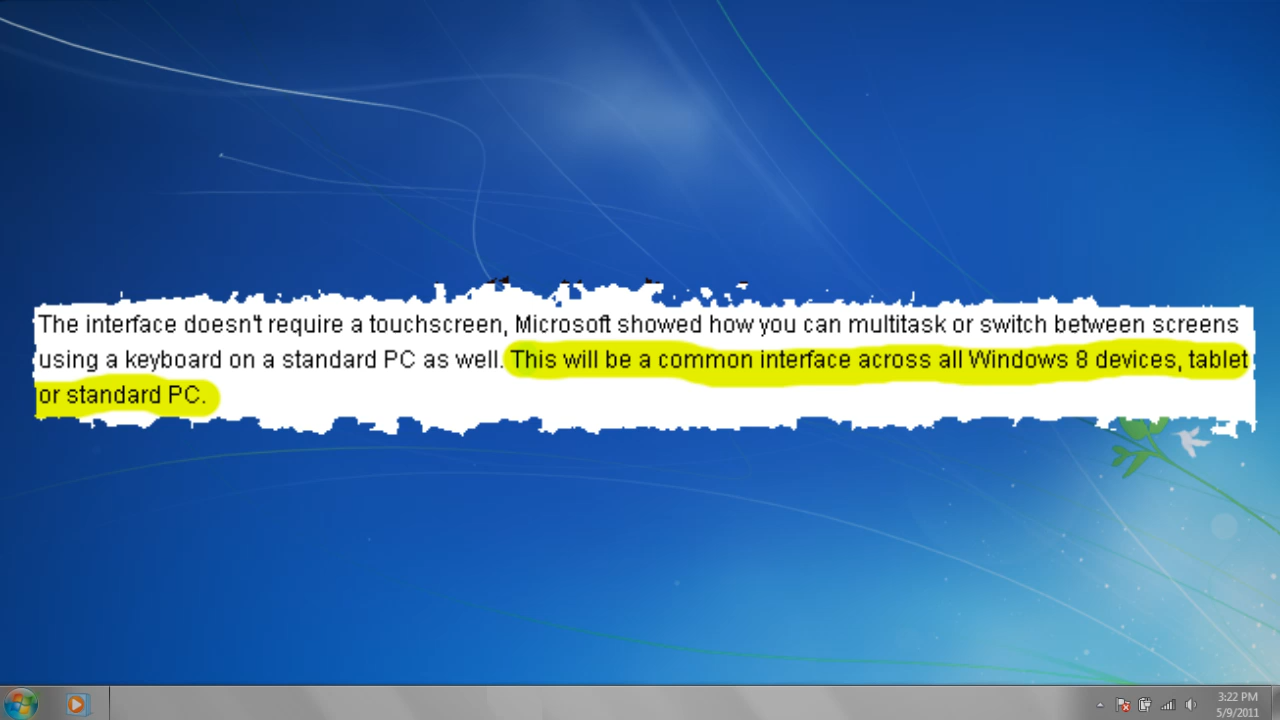 The interface doesn't require a touchscreen, Microsoft showed how you can multitask or switch between screens
using a keyboard on a standard PC as well. This will be a common interface across all Windows 8 devices, tablet
or standard PC.
3:22 PM
5/9/2011